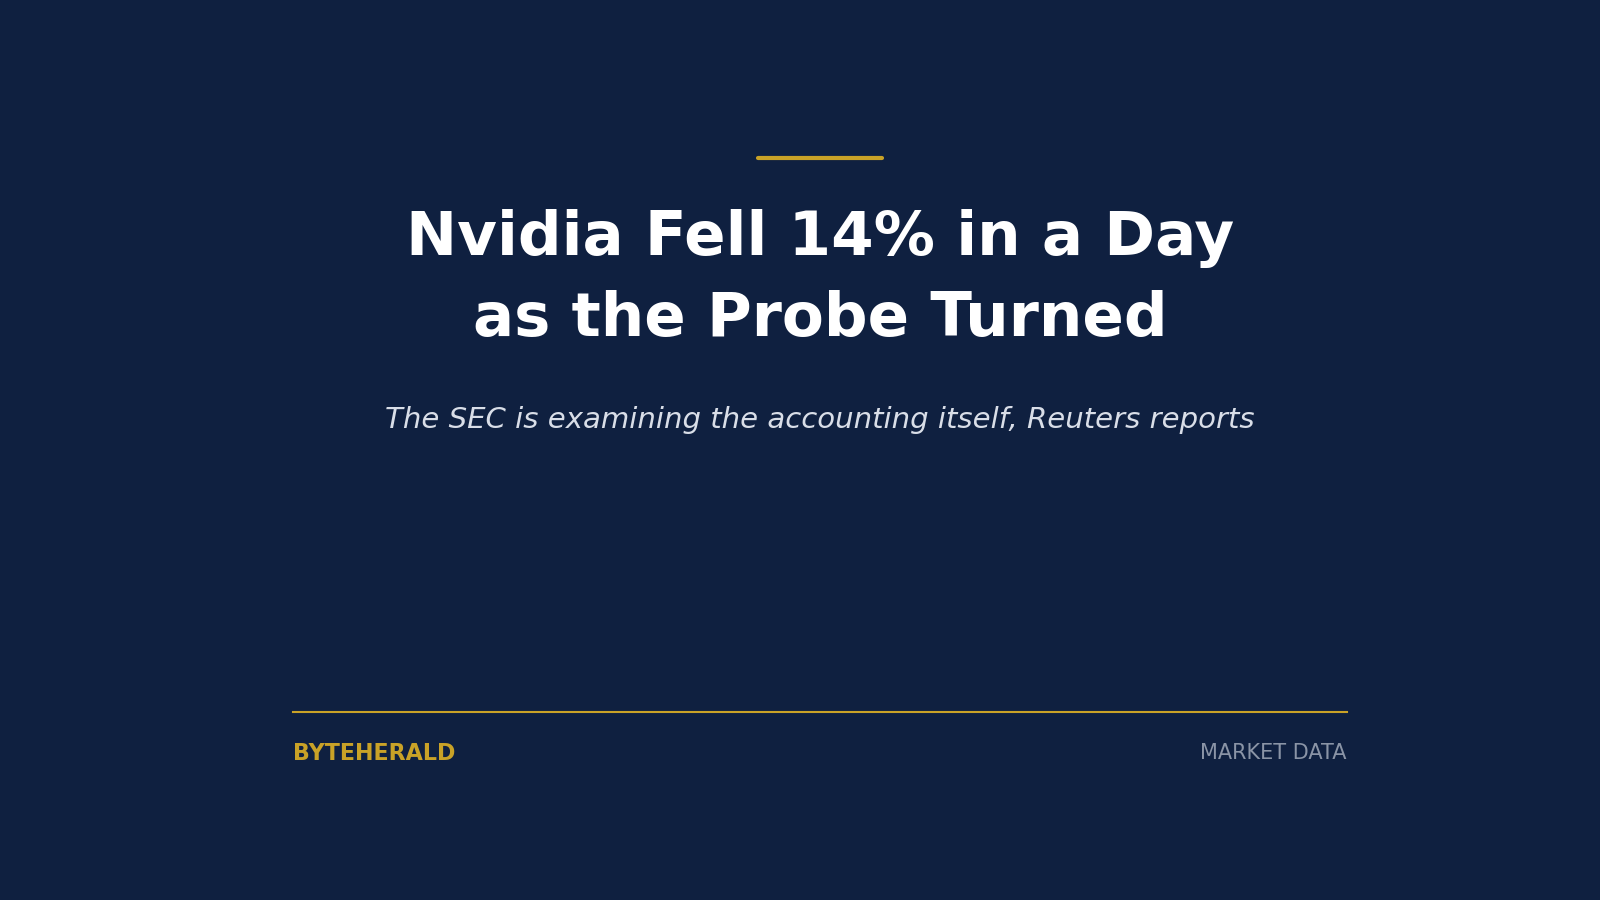 Nvidia Fell 14% in a Day
as the Probe Turned
The SEC is examining the accounting itself, Reuters reports
BYTEHERALD
MARKET DATA